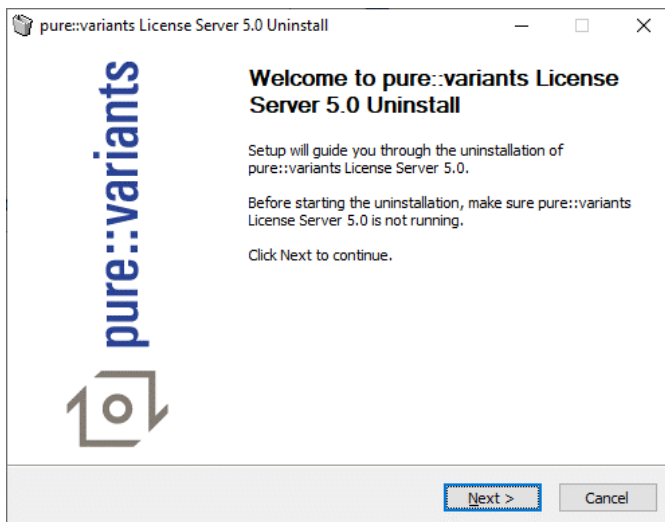 pure::variants License Server 5.0 Uninstall
pure::variants
Welcome to pure::variants License
Server 5.0 Uninstall
Setup will guide you through the uninstallation of
pure::variants License Server 5.0.
Before starting the uninstallation, make sure pure::variants
License Server 5.0 is not running.
Click Next to continue.
Next >
Cancel